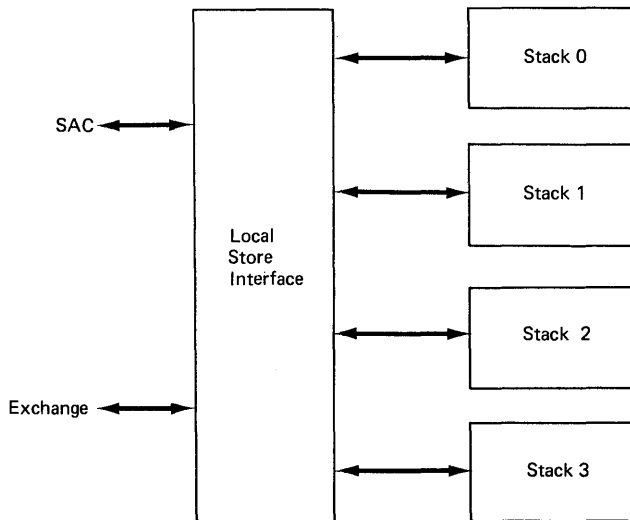 Stack 0
SAC
Stack 1
Local
Store
Interface
Stack 2
Exchange
Stack 3